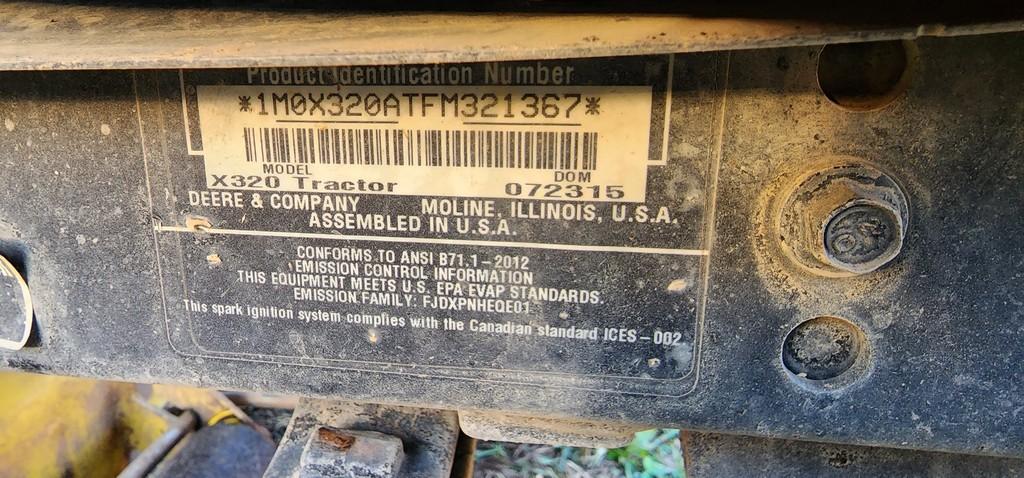 Product Identification Number
*1M0X320ATFM321367*
MODEL DOM
X320 Tractor 072315
DEERE & COMPANY MOLINE, ILLINOIS, U.S.A.
ASSEMBLED IN U.S.A.
CONFORMS TO ANSI B71.1-2012
EMISSION CONTROL INFORMATION
THIS EQUIPMENT MEETS U.S. EPA EVAP STANDARDS.
EMISSION FAMILY: FJDXPNHEQE01
This spark ignition system complies with the Canadian standard ICES-002